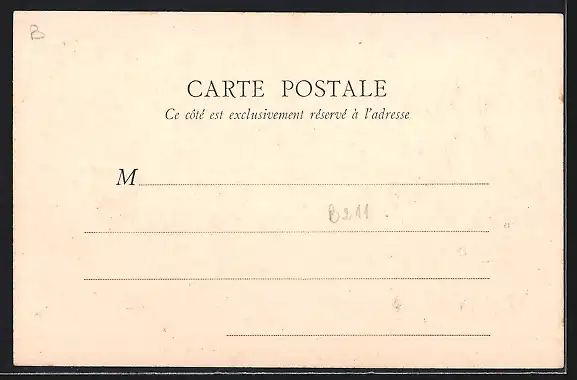 B
CARTE POSTALE
Ce côté est exclusivement réservé à l'adresse
M
B211